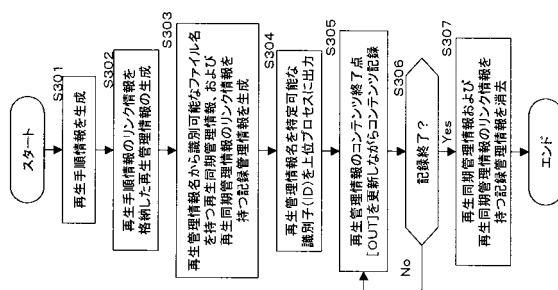 スタート
S301
再生手順情報を生成
S302
再生手順情報のリンク情報を
格納した再生管理情報の生成
S303
再生管理情報名から識別可能なファイル名
を持つ再生同期管理情報、および
再生同期管理情報のリンク情報を
持つ記録管理情報を生成
S304
再生管理情報名を特定可能な
識別子(ID)を上位プロセスに出力
S305
再生管理情報のコンテンツ終了点
[OUT]を更新しながらコンテンツ記録
S306
記録終了?
No
Yes
S307
再生同期管理情報および
再生同期管理情報のリンク情報を
持つ記録管理情報を消去
エンド